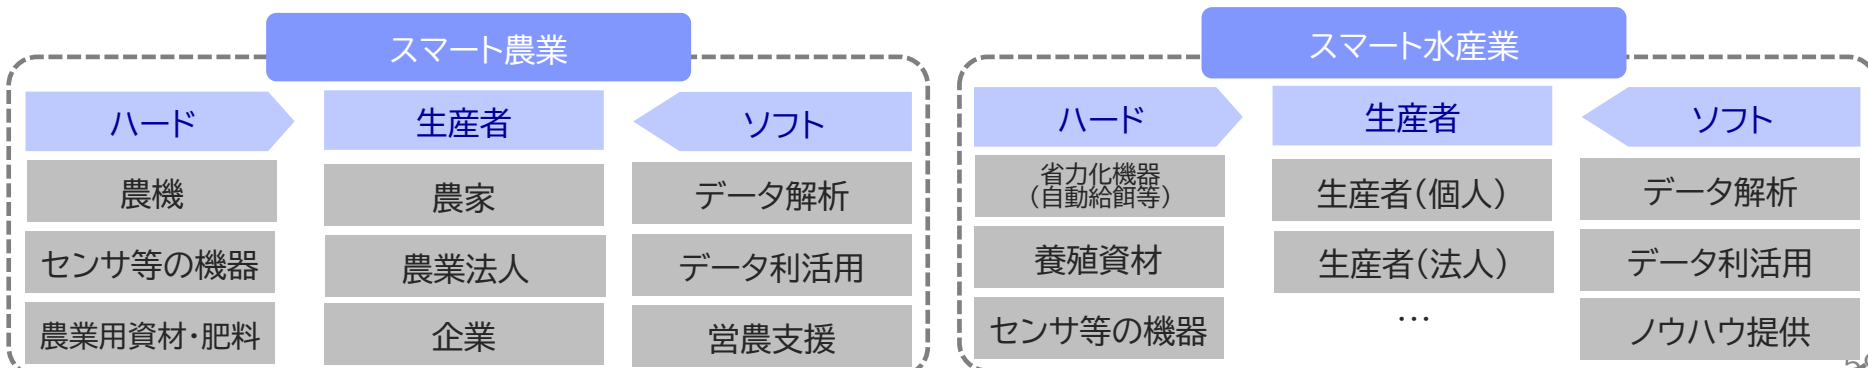 スマート農業
ハード
生産者
ソフト
農機
農家
データ解析
センサ等の機器
農業法人
データ利活用
農業用資材・肥料
企業
営農支援
スマート水産業
ハード
生産者
ソフト
省力化機器
(自動給餌等)
生産者(個人)
データ解析
養殖資材
生産者(法人)
データ利活用
センサ等の機器
…
ノウハウ提供